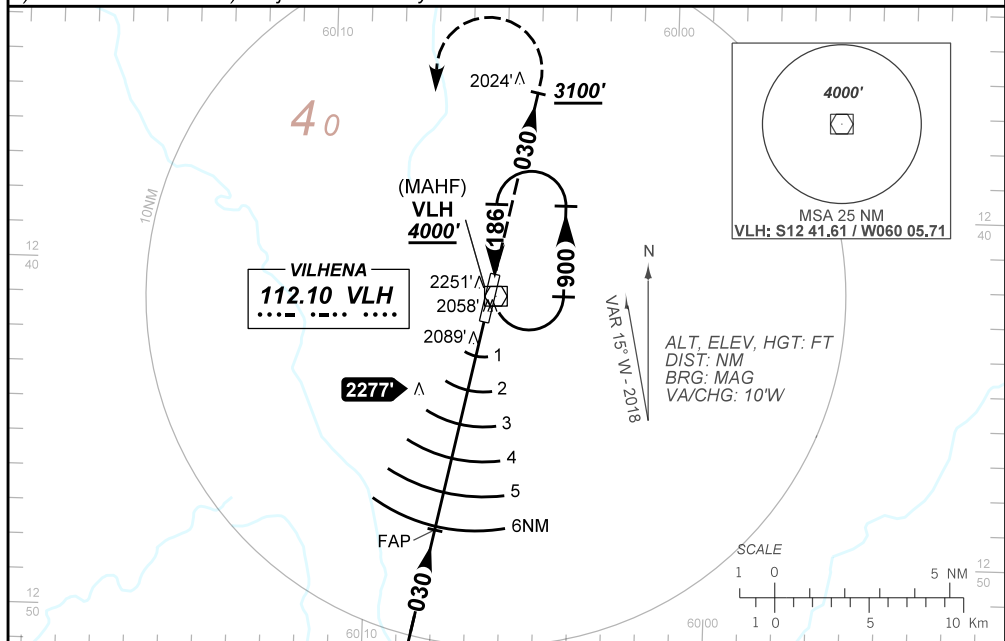 60 10
60 00
2024'
3100'
4000'
MSA 25 NM
VLH: S12 41.61 / W060 05.71
4 0
030
10NM
(MAHF)
VLH
4000'
186
006
12
40
12
40
VILHENA
112.10 VLH
2251'
2058'
2089'
N
VAR 15° W - 2018
ALT, ELEV, HGT: FT
DIST: NM
BRG: MAG
VA/CHG: 10'W
1
2277'
2
3
4
5
6NM
FAP
030
SCALE
1 0 5 NM
1 0 5 10 Km
12
50
12
50
60 10
60 00